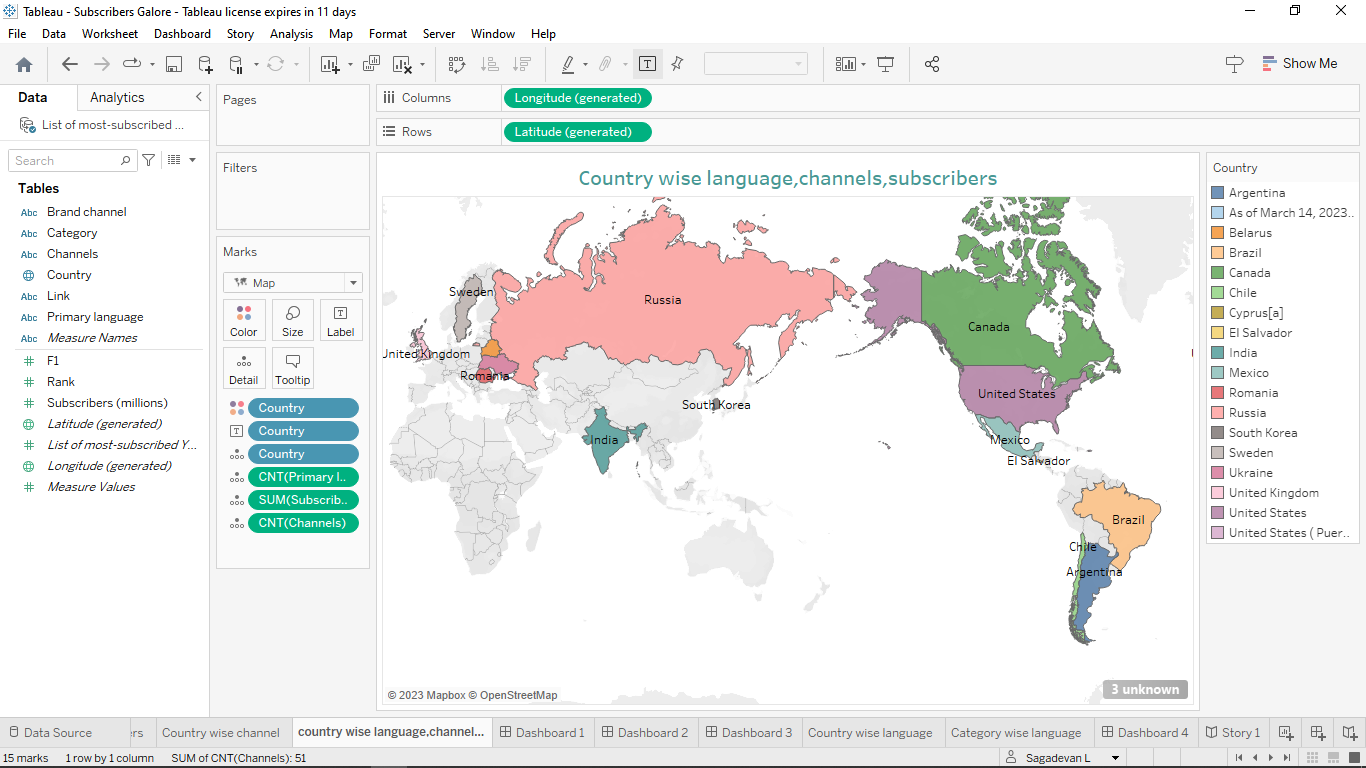 Tableau - Subscribers Galore - Tableau license expires in 11 days
File Data Worksheet Dashboard Story Analysis Map Format Server Window Help
Show Me
Data Analytics
List of most-subscribed ...
Search
Tables
Abc Brand channel
Abc Category
Abc Channels
Country
Abc Link
Abc Primary language
Abc Measure Names
F1
Rank
Subscribers (millions)
Latitude (generated)
List of most-subscribed Y...
Longitude (generated)
Measure Values
Pages
Filters
Marks
Map
Color Size Label
Detail Tooltip
Country
Country
Country
CNT(Primary l..
SUM(Subscrib..
CNT(Channels)
Columns Longitude (generated)
Rows Latitude (generated)
Country wise language,channels,subscribers
Sweden
Russia
Canada
United Kingdom
Romania
United States
South Korea
India
Mexico
El Salvador
Brazil
Chile
Argentina
© 2023 Mapbox © OpenStreetMap
3 unknown
Country
Argentina
As of March 14, 2023..
Belarus
Brazil
Canada
Chile
Cyprus[a]
El Salvador
India
Mexico
Romania
Russia
South Korea
Sweden
Ukraine
United Kingdom
United States
United States ( Puer..
Data Source ers Country wise channel country wise language,channel... Dashboard 1 Dashboard 2 Dashboard 3 Country wise language Category wise language Dashboard 4 Story 1
15 marks 1 row by 1 column SUM of CNT(Channels): 51 Sagadevan L